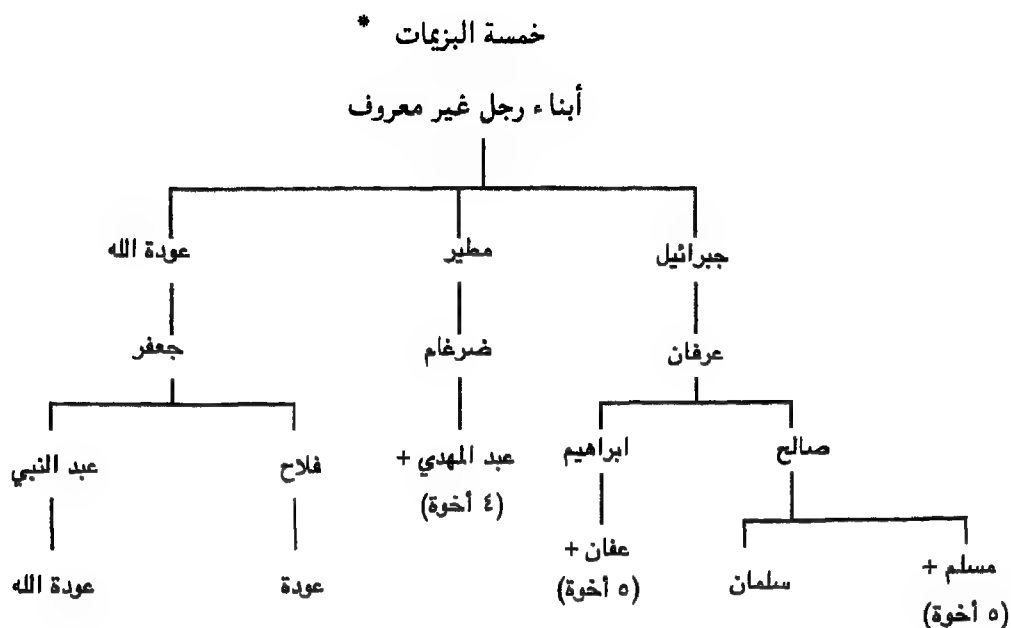 خمسة البزيمات *
أبناء رجل غير معروف
جبرائيل مطير عودة الله
عرفان ضرغام جعفر
صالح ابراهيم عبد المهدي + فلاح عبد النبي
(٤ أخوة)
مسلم + سلمان عفان + عودة عودة الله
(٥ أخوة) (٥ أخوة)